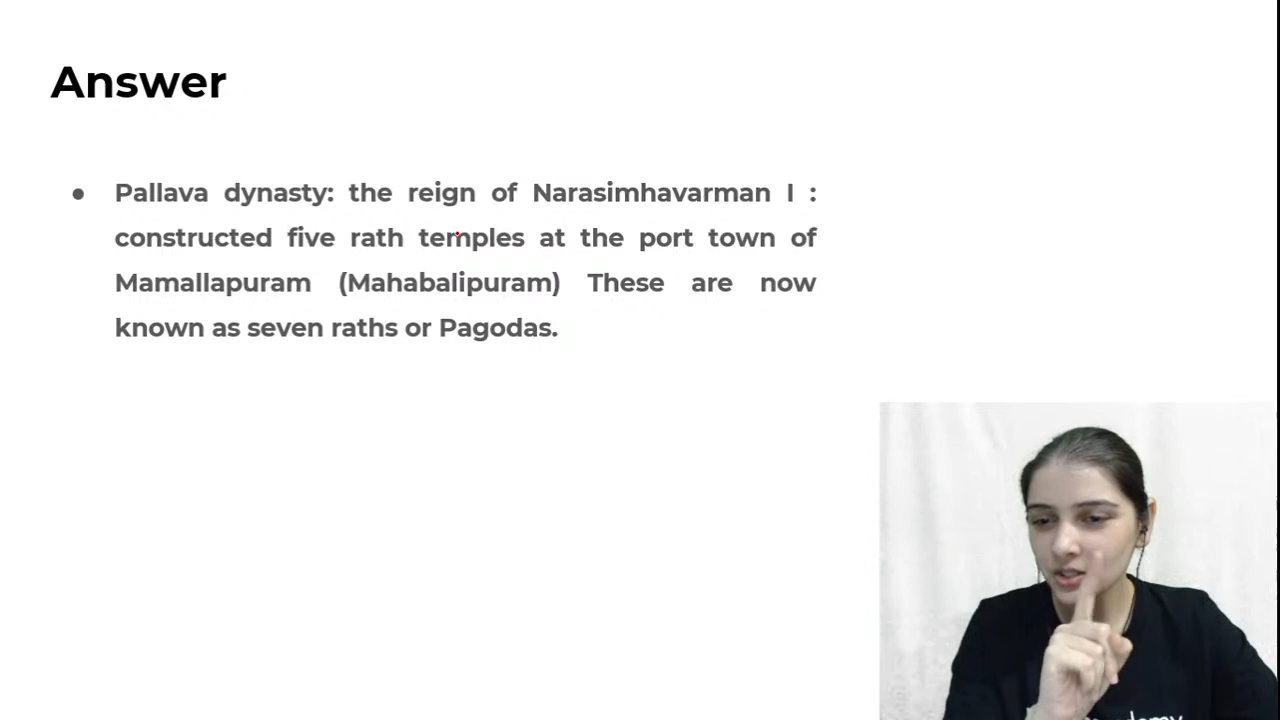 Answer
● Pallava dynasty: the reign of Narasimhavarman I :
constructed five rath temples at the port town of
Mamallapuram (Mahabalipuram) These are now
known as seven raths or Pagodas.